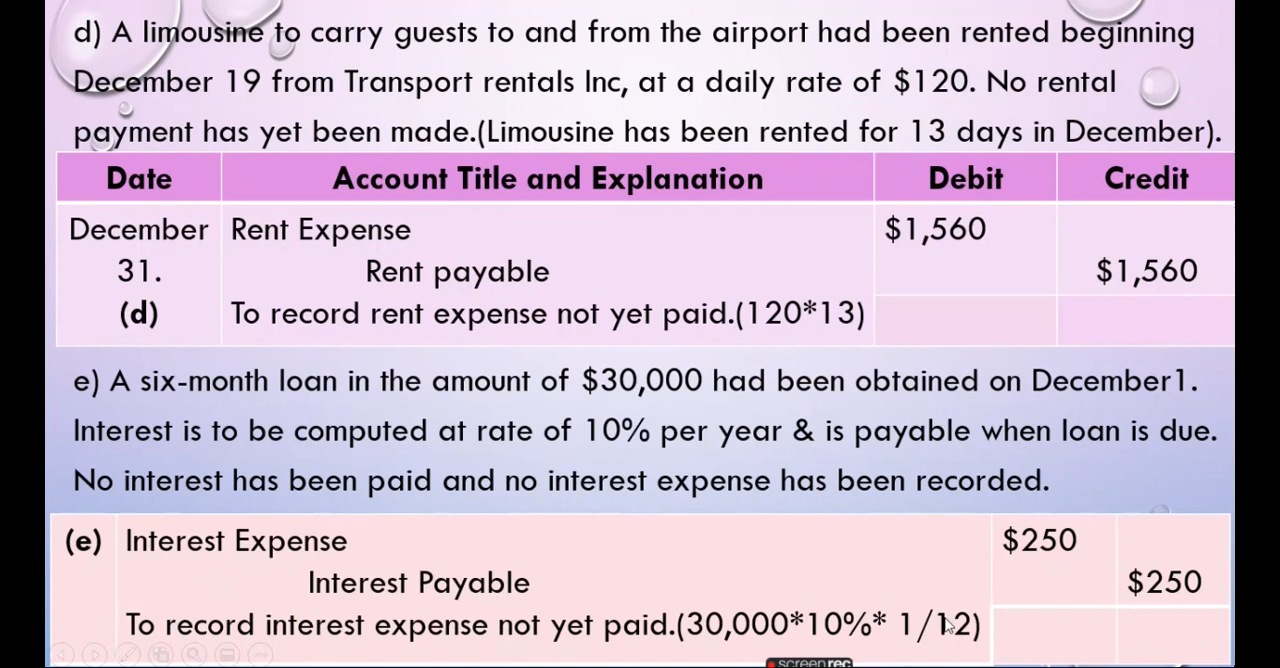 d) A limousine to carry guests to and from the airport had been rented beginning
December 19 from Transport rentals Inc, at a daily rate of $120. No rental
payment has yet been made.(Limousine has been rented for 13 days in December).
Date Account Title and Explanation Debit Credit
December Rent Expense $1,560
31. Rent payable $1,560
(d) To record rent expense not yet paid.(120*13)
e) A six-month loan in the amount of $30,000 had been obtained on December1.
Interest is to be computed at rate of 10% per year & is payable when loan is due.
No interest has been paid and no interest expense has been recorded.
(e) Interest Expense $250
Interest Payable $250
To record interest expense not yet paid.(30,000*10%* 1/12)
screenrec